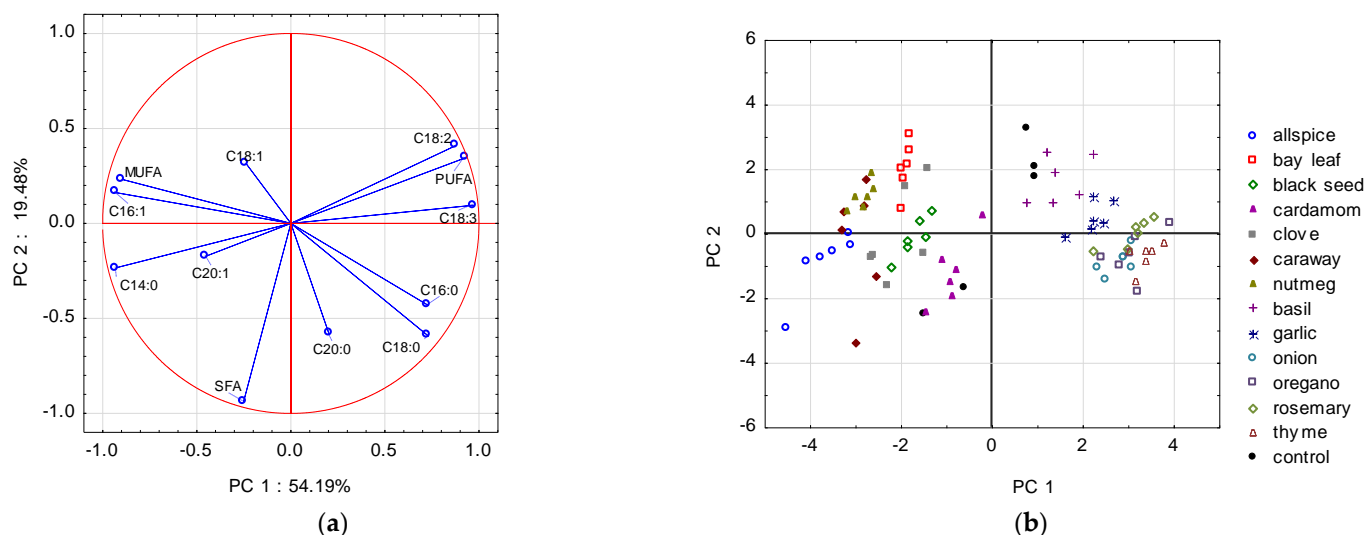 1.0
0.5
0.0
-0.5
-1.0
PC 2 : 19.48%
C18:2
C18:1
MUFA
PUFA
C16:1
C18:3
C20:1
C14:0
C16:0
C20:0
C18:0
SFA
-1.0 -0.5 0.0 0.5 1.0
PC 1 : 54.19%
(a)
6
4
2
0
-2
-4
-6
PC 2
-4 -2 0 2 4
PC 1
(b)
allspice
bay leaf
black seed
cardamom
clove
caraway
nutmeg
basil
garlic
onion
oregano
rosemary
thyme
control